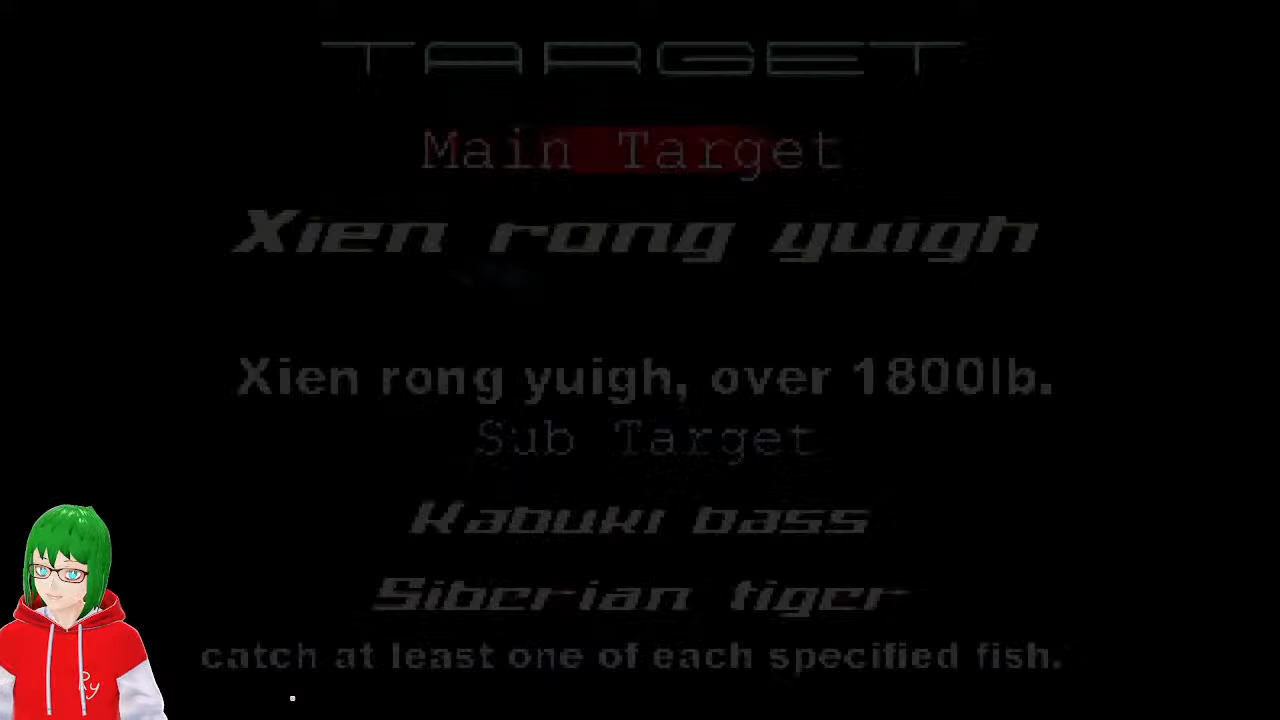 TARGET
Main Target
Xien rong yuigh
Xien rong yuigh, over 1800lb.
Sub Target
Kabuki bass
Siberian tiger
catch at least one of each specified fish.
Ry